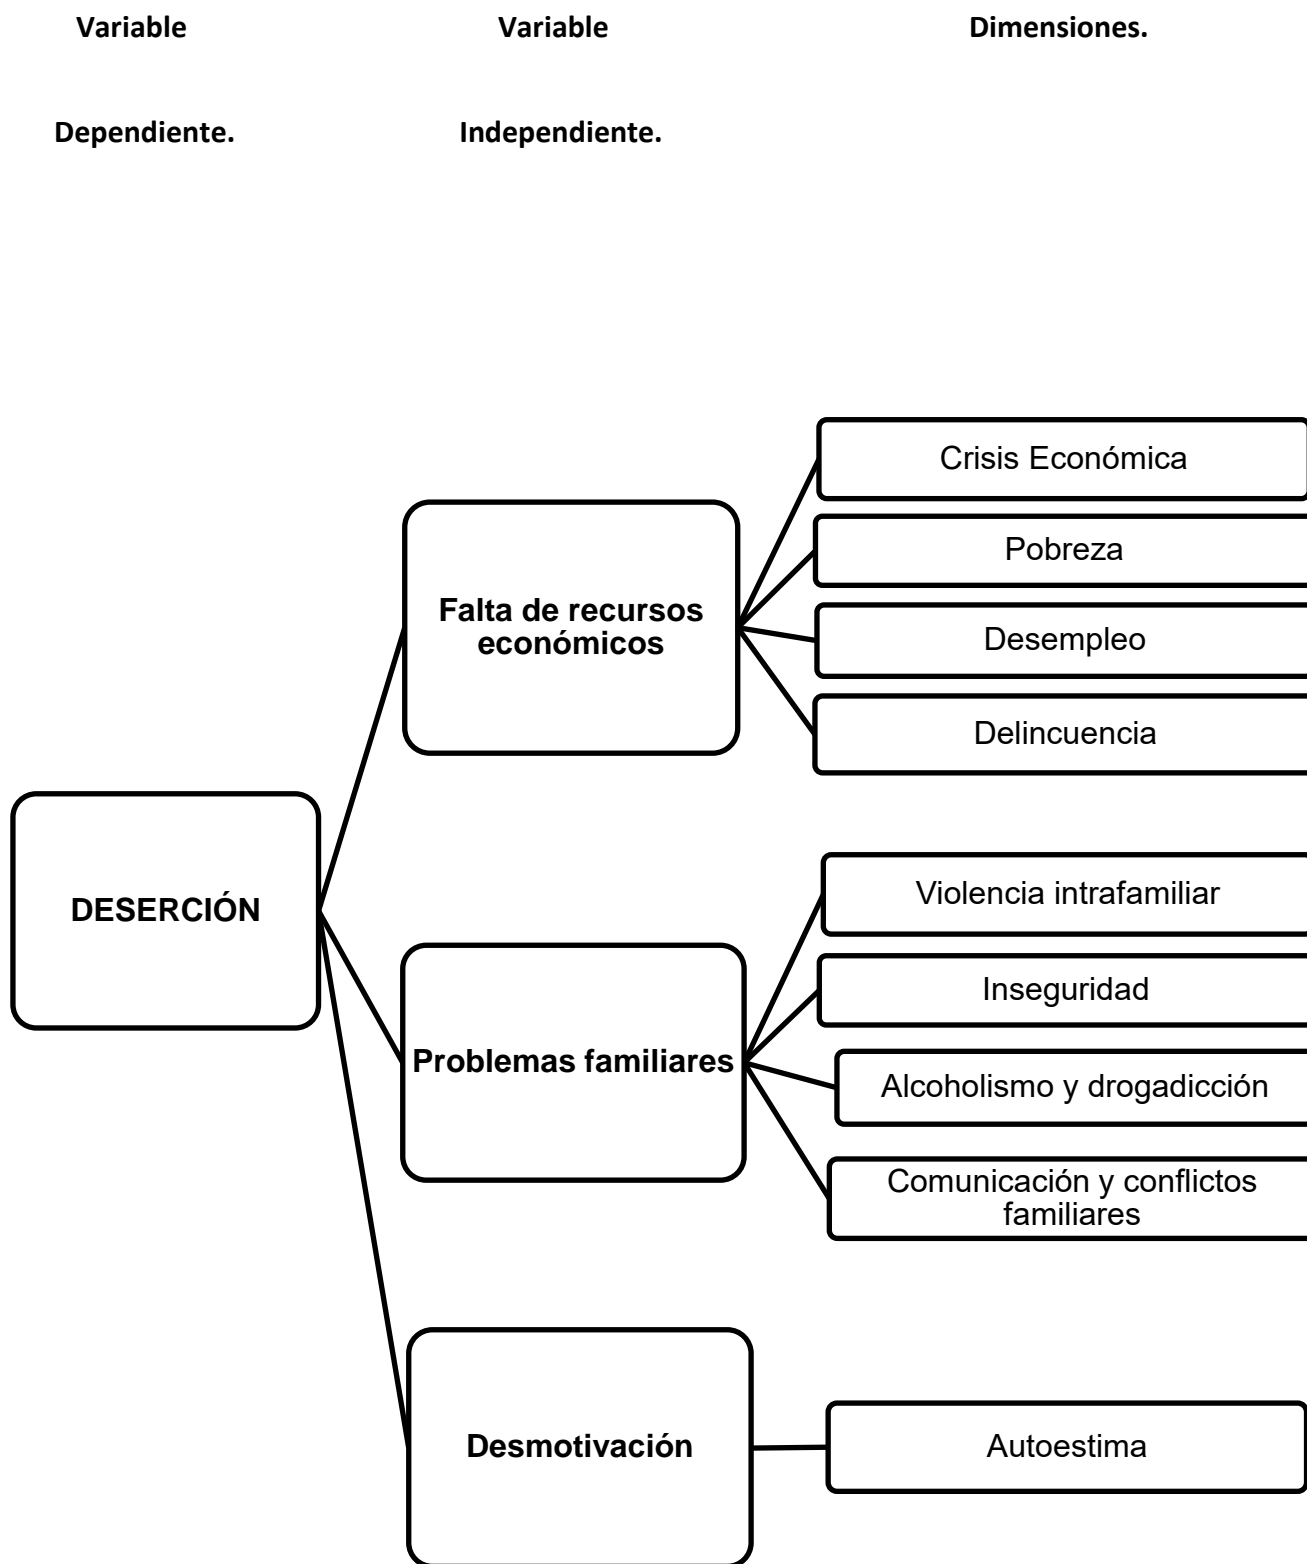 Variable
Variable
Dimensiones.
Dependiente.
Independiente.
Crisis Económica
Pobreza
Falta de recursos
económicos
Desempleo
Delincuencia
DESERCIÓN
Violencia intrafamiliar
Inseguridad
Problemas familiares
Alcoholismo y drogadicción
Comunicación y conflictos
familiares
Desmotivación
Autoestima